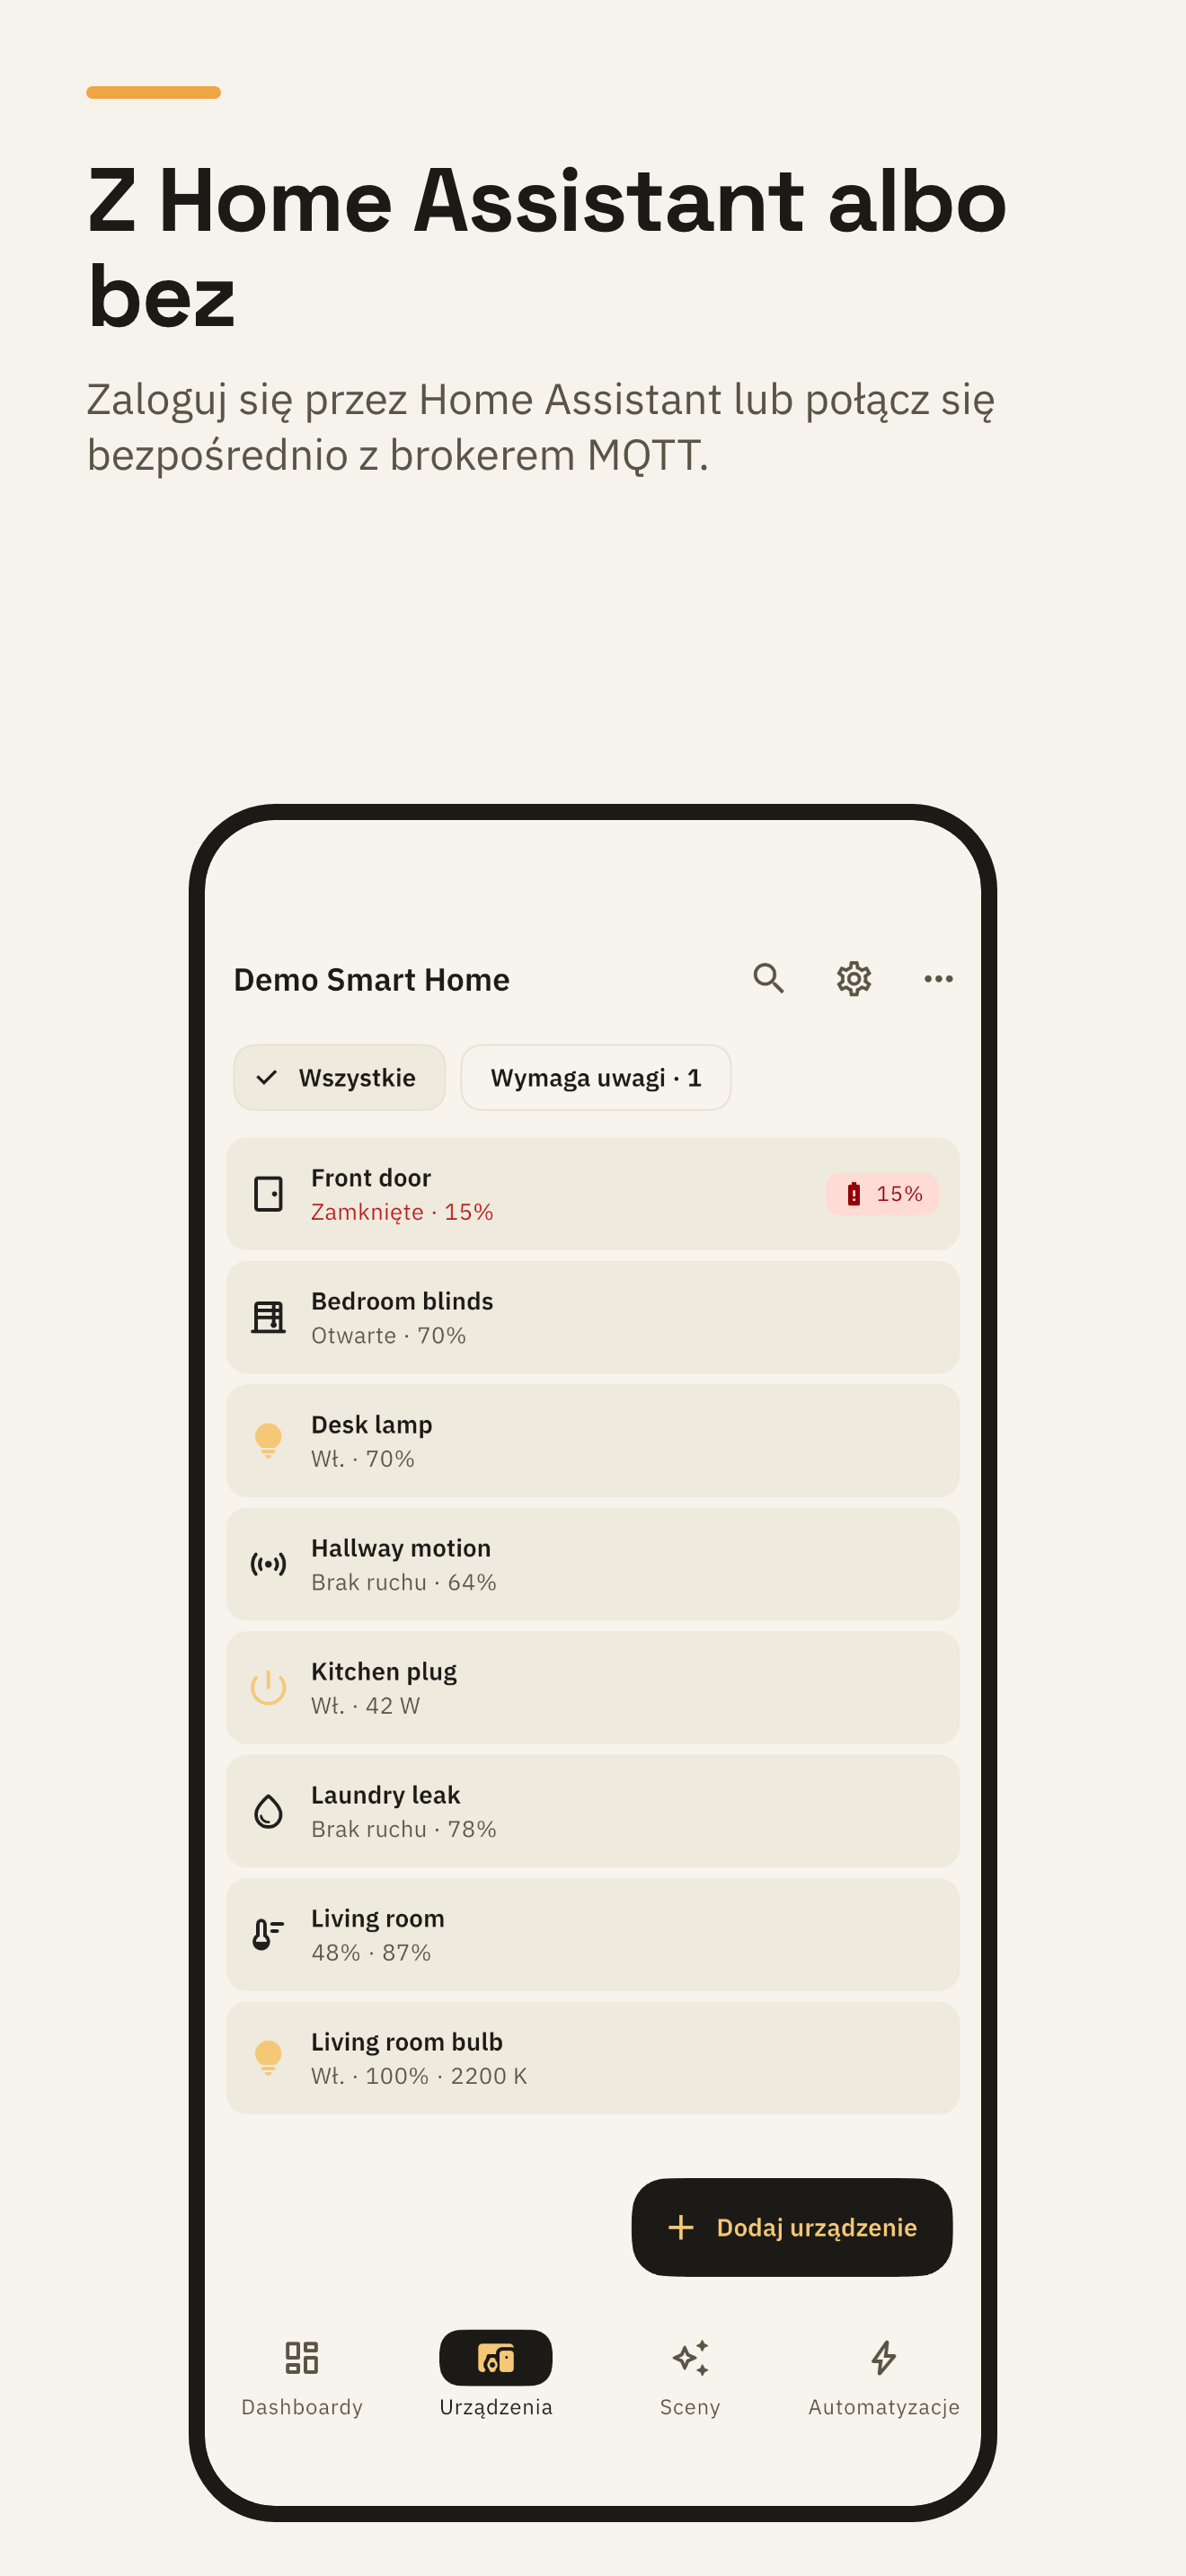 Z Home Assistant albo
bez
Zaloguj się przez Home Assistant lub połącz się
bezpośrednio z brokerem MQTT.
Demo Smart Home
Wszystkie
Wymaga uwagi · 1
Front door
Zamknięte · 15%
15%
Bedroom blinds
Otwarte · 70%
Desk lamp
Wł. · 70%
Hallway motion
Brak ruchu · 64%
Kitchen plug
Wł. · 42 W
Laundry leak
Brak ruchu · 78%
Living room
48% · 87%
Living room bulb
Wł. · 100% · 2200 K
Dodaj urządzenie
Dashboardy
Urządzenia
Sceny
Automatyzacje